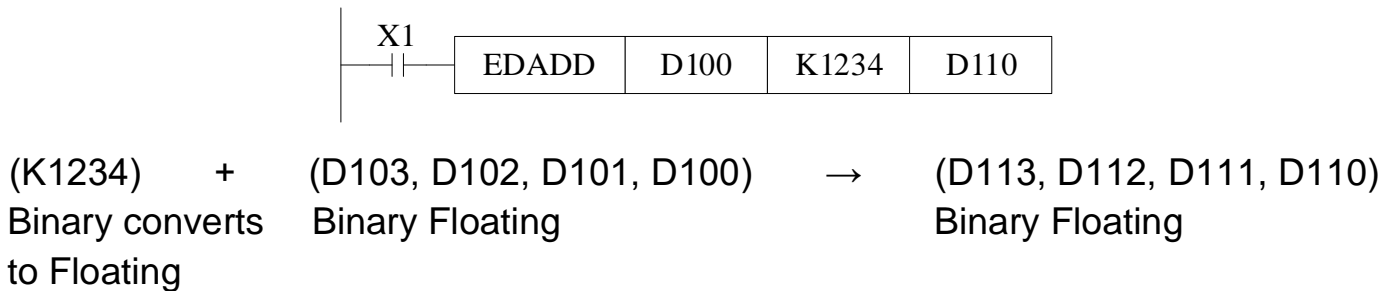 X1
EDADD D100 K1234 D110
(K1234) + (D103, D102, D101, D100) → (D113, D112, D111, D110)
Binary converts Binary Floating Binary Floating
to Floating